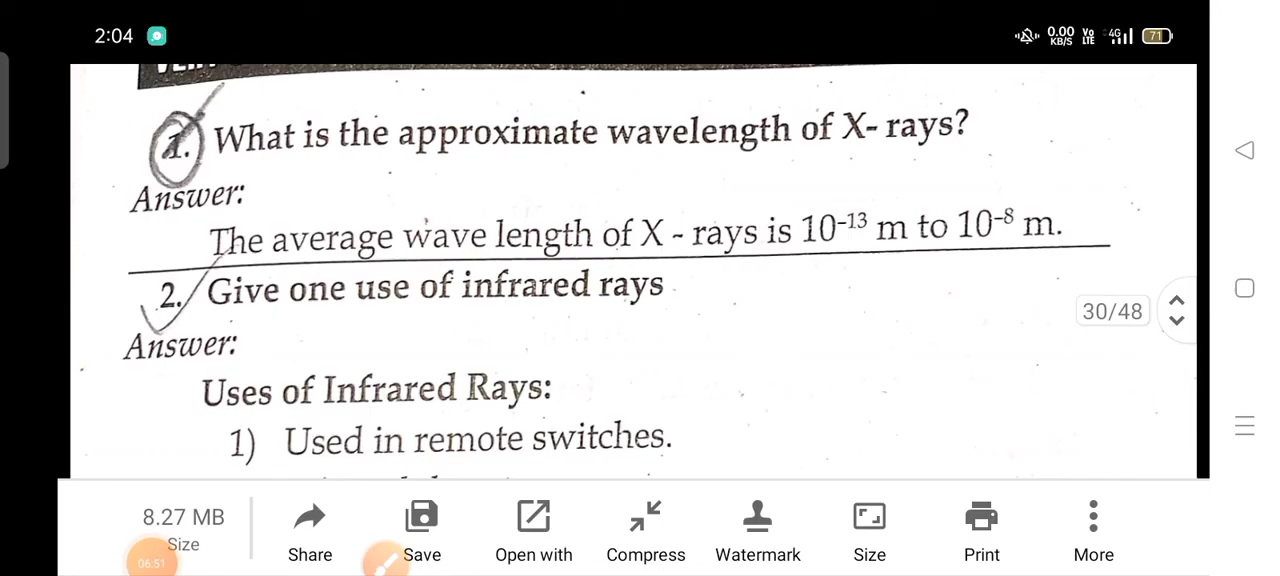 2:04
0.00 KB/S Vo LTE 4G 71
1. What is the approximate wavelength of X- rays?
Answer:
The average wave length of X - rays is 10⁻¹³ m to 10⁻⁸ m.
2. Give one use of infrared rays
30/48
Answer:
Uses of Infrared Rays:
1) Used in remote switches.
8.27 MB
Size
Share
Save
Open with
Compress
Watermark
Size
Print
More
06:51